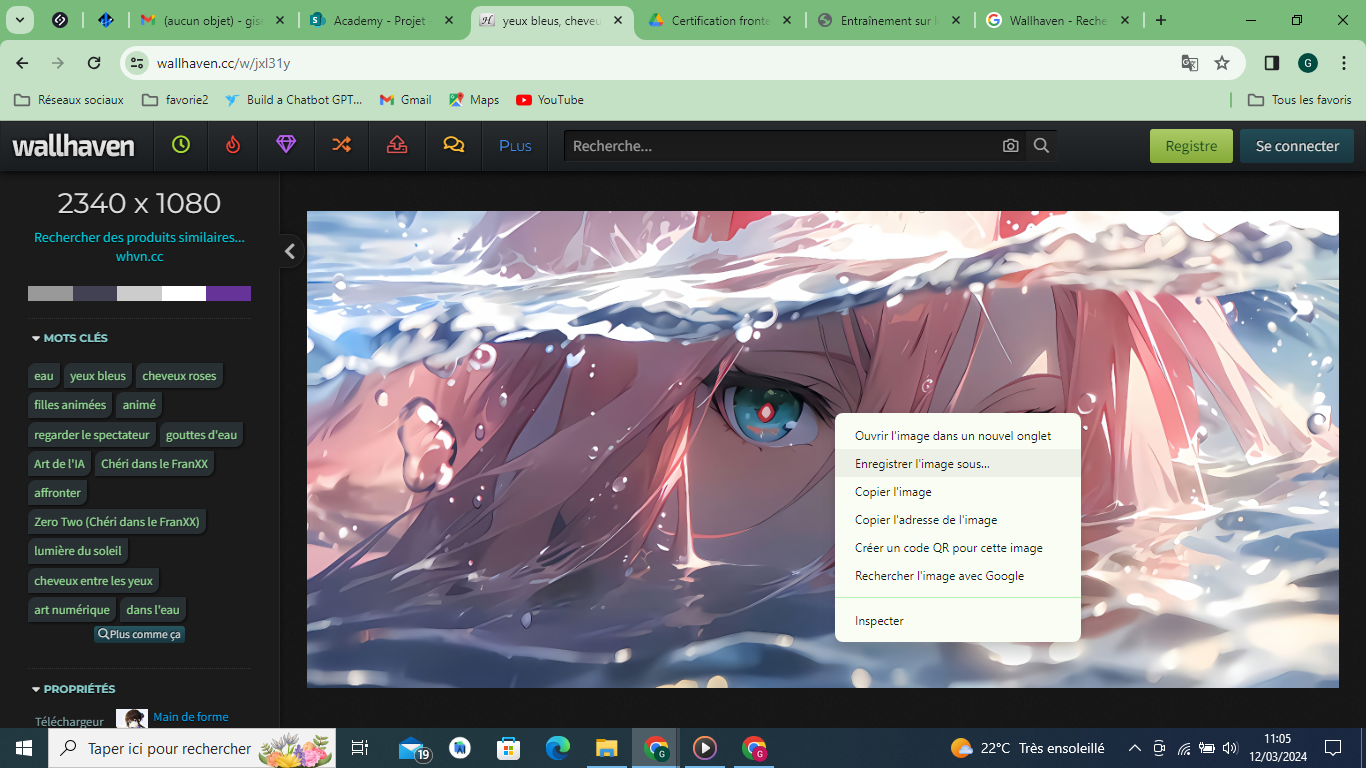 (aucun objet) - gis
Academy - Projet -
yeux bleus, cheveu
Certification fronte
Entraînement sur l
Wallhaven - Reche
wallhaven.cc/w/jxl31y
G
Réseaux sociaux
favorie2
Build a Chatbot GPT...
Gmail
Maps
YouTube
Tous les favoris
wallhaven
Plus
Recherche...
Registre
Se connecter
2340 x 1080
Rechercher des produits similaires...
whvn.cc
MOTS CLÉS
eau yeux bleus cheveux roses
filles animées animé
regarder le spectateur gouttes d'eau
Art de l'IA Chéri dans le FranXX
affronter
Zero Two (Chéri dans le FranXX)
lumière du soleil
cheveux entre les yeux
art numérique dans l'eau
Plus comme ça
PROPRIÉTÉS
Téléchargeur Main de forme
Ouvrir l'image dans un nouvel onglet
Enregistrer l'image sous...
Copier l'image
Copier l'adresse de l'image
Créer un code QR pour cette image
Rechercher l'image avec Google
Inspecter
Taper ici pour rechercher
19
G
G
22°C Très ensoleillé
11:05
12/03/2024